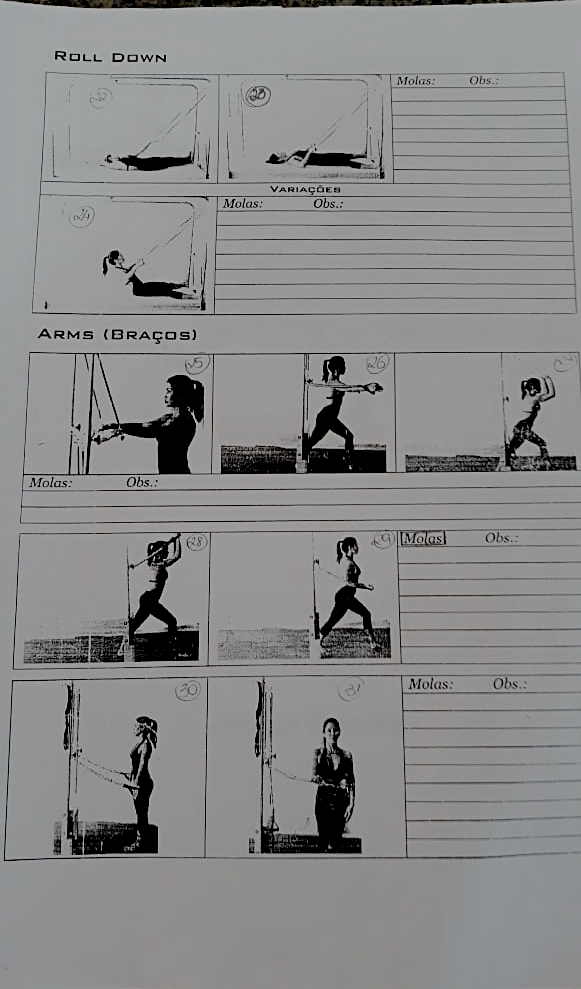 ROLL DOWN
22 23 Molas: Obs.:
VARIAÇÕES
24 Molas: Obs.:
ARMS (BRAÇOS)
25 26
Molas: Obs.:
28 29 Molas Obs.:
30 31 Molas: Obs.: